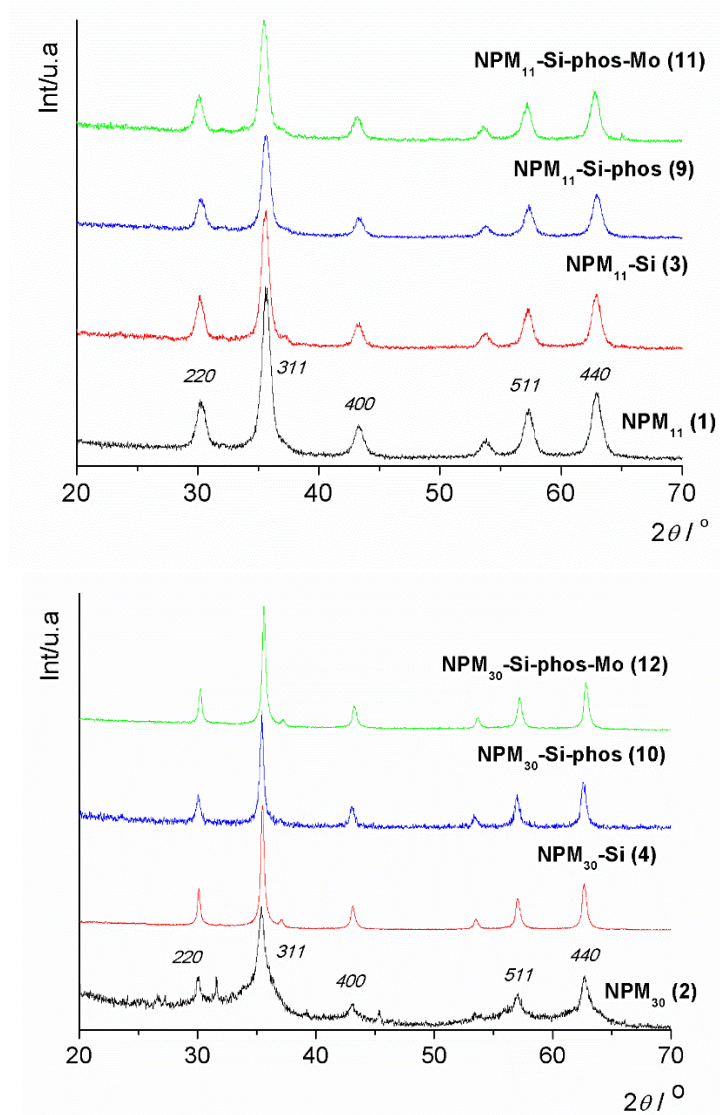 Int/u.a
NPM₁₁-Si-phos-Mo (11)
NPM₁₁-Si-phos (9)
NPM₁₁-Si (3)
220
311
400
511
440
NPM₁₁ (1)
20 30 40 50 60 70
2θ / °
Int/u.a
NPM₃₀-Si-phos-Mo (12)
NPM₃₀-Si-phos (10)
NPM₃₀-Si (4)
220
311
400
511
440
NPM₃₀ (2)
20 30 40 50 60 70
2θ / °